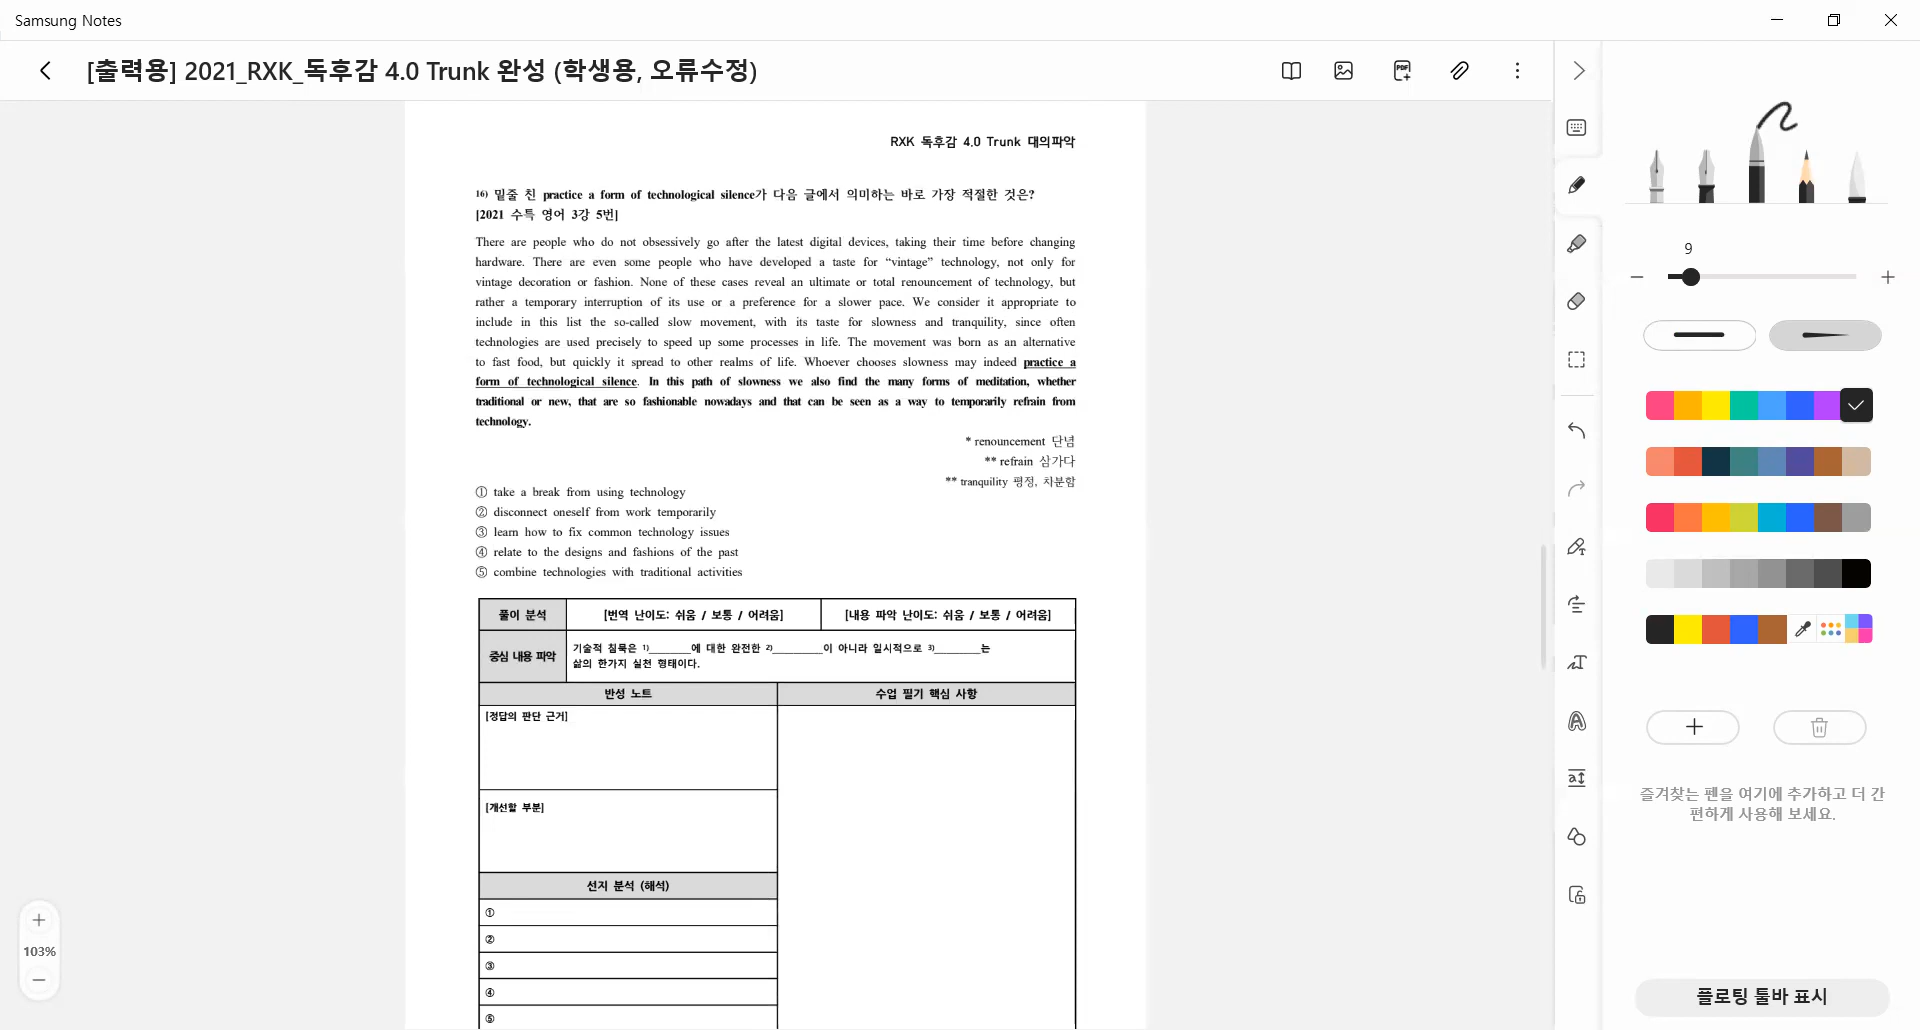 Samsung Notes
[출력용] 2021_RXK_독후감 4.0 Trunk 완성 (학생용, 오류수정)
RXK 독후감 4.0 Trunk 대의파악
16) 밑줄 친 practice a form of technological silence가 다음 글에서 의미하는 바로 가장 적절한 것은?
[2021 수특 영어 3강 5번]
There are people who do not obsessively go after the latest digital devices, taking their time before changing
hardware. There are even some people who have developed a taste for “vintage” technology, not only for
vintage decoration or fashion. None of these cases reveal an ultimate or total renouncement of technology, but
rather a temporary interruption of its use or a preference for a slower pace. We consider it appropriate to
include in this list the so-called slow movement, with its taste for slowness and tranquility, since often
technologies are used precisely to speed up some processes in life. The movement was born as an alternative
to fast food, but quickly it spread to other realms of life. Whoever chooses slowness may indeed practice a
form of technological silence. In this path of slowness we also find the many forms of meditation, whether
traditional or new, that are so fashionable nowadays and that can be seen as a way to temporarily refrain from
technology.
* renouncement 단념
** refrain 삼가다
** tranquility 평정, 차분함
① take a break from using technology
② disconnect oneself from work temporarily
③ learn how to fix common technology issues
④ relate to the designs and fashions of the past
⑤ combine technologies with traditional activities
풀이 분석 [번역 난이도: 쉬움 / 보통 / 어려움] [내용 파악 난이도: 쉬움 / 보통 / 어려움]
중심 내용 파악
기술적 침묵은 1)________에 대한 완전한 2)_________이 아니라 일시적으로 3)________는
삶의 한가지 실천 형태이다.
반성 노트 수업 필기 핵심 사항
[정답의 판단 근거]
[개선할 부분]
선지 분석 (해석)
①
②
③
④
⑤
103%
PDF
9
즐겨찾는 펜을 여기에 추가하고 더 간
편하게 사용해 보세요.
플로팅 툴바 표시